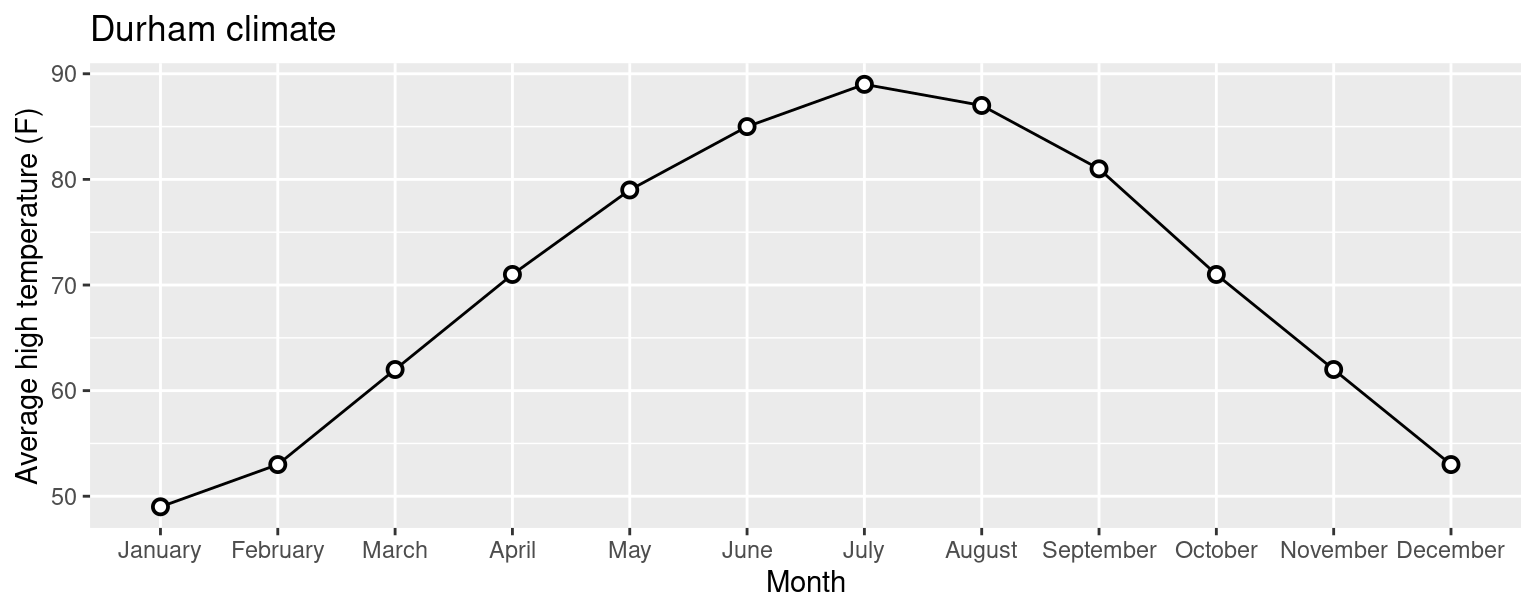 Durham climate
Average high temperature (F)
90
80
70
60
50
January February March April May June July August September October November December
Month